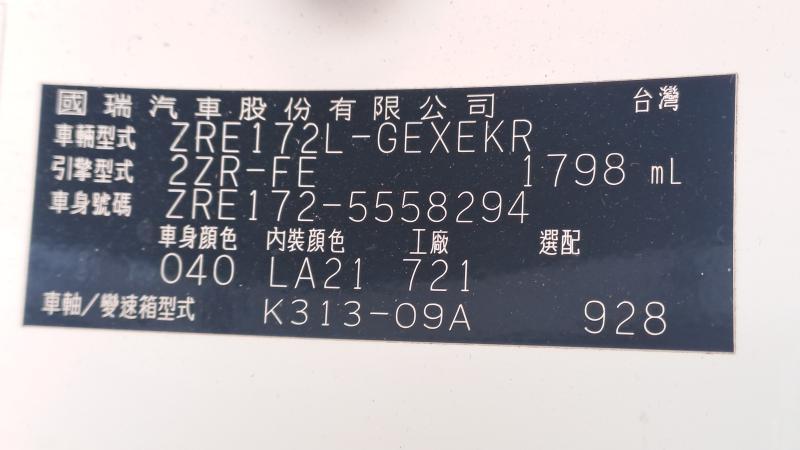 國瑞汽車股份有限公司 台灣
車輛型式 ZRE172L-GEXEKR
引擎型式 2ZR-FE 1798 mL
車身號碼 ZRE172-5558294
車身顏色 內裝顏色 工廠 選配
040 LA21 721
車軸/變速箱型式 K313-09A 928